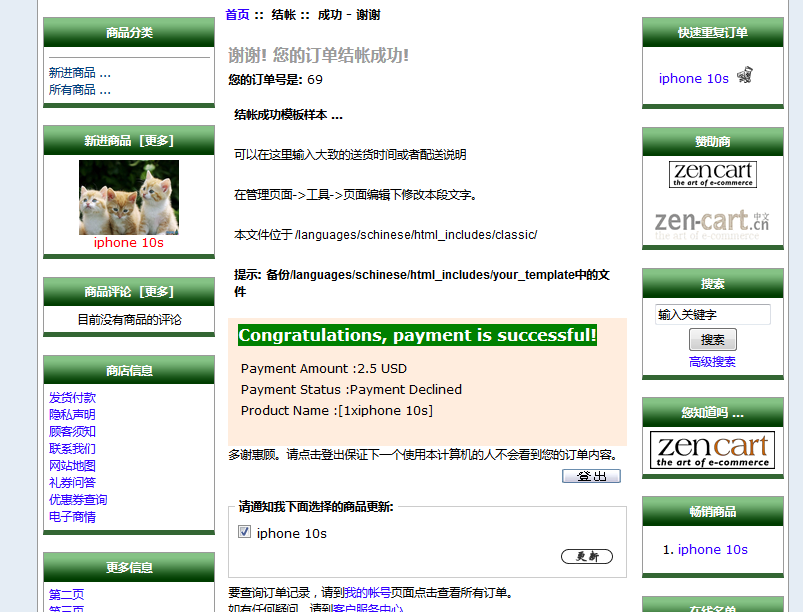 首页 :: 结帐 :: 成功 - 谢谢
商品分类
新进商品 ...
所有商品 ...
新进商品 [更多]
iphone 10s
商品评论 [更多]
目前没有商品的评论
商店信息
发货付款
隐私声明
顾客须知
联系我们
网站地图
礼券问答
优惠券查询
电子商情
更多信息
第二页
第三页
谢谢! 您的订单结帐成功!
您的订单号是: 69
结帐成功模板样本 ...
可以在这里输入大致的送货时间或者配送说明
在管理页面->工具->页面编辑下修改本段文字。
本文件位于 /languages/schinese/html_includes/classic/
提示: 备份/languages/schinese/html_includes/your_template中的文
件
Congratulations, payment is successful!
Payment Amount :2.5 USD
Payment Status :Payment Declined
Product Name :[1xiphone 10s]
多谢惠顾。请点击登出保证下一个使用本计算机的人不会看到您的订单内容。
登出
请通知我下面选择的商品更新:
iphone 10s
更新
要查询订单记录，请到我的帐号页面点击查看所有订单。
如有任何疑问，请到客户服务中心。
快速重复订单
iphone 10s
赞助商
zencart
the art of e-commerce
zen-cart.cn 中文
the art of e-commerce
搜索
输入关键字
搜索
高级搜索
您知道吗 ...
zencart
the art of e-commerce
畅销商品
1. iphone 10s
在线名单